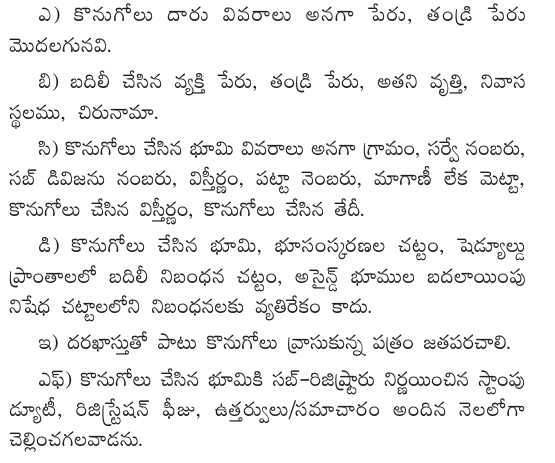 ఎ) కొనుగోలు దారు వివరాలు అనగా పేరు, తండ్రి పేరు
మొదలగునవి.
బి) బదిలీ చేసిన వ్యక్తి పేరు, తండ్రి పేరు, అతని వృత్తి, నివాస
స్థలము, చిరునామా.
సి) కొనుగోలు చేసిన భూమి వివరాలు అనగా గ్రామం, సర్వే నంబరు,
సబ్ డివిజను నంబరు, విస్తీర్ణం, పట్టా నెంబరు, మాగాణీ లేక మెట్టా,
కొనుగోలు చేసిన విస్తీర్ణం, కొనుగోలు చేసిన తేదీ.
డి) కొనుగోలు చేసిన భూమి, భూసంస్కరణల చట్టం, షెడ్యూల్డు
ప్రాంతాలలో బదిలీ నిబంధన చట్టం, అసైన్డ్ భూముల బదలాయింపు
నిషేధ చట్టాలలోని నిబంధనలకు వ్యతిరేకం కాదు.
ఇ) దరఖాస్తుతో పాటు కొనుగోలు వ్రాసుకున్న పత్రం జతపరచాలి.
ఎఫ్) కొనుగోలు చేసిన భూమికి సబ్-రిజిష్ట్రారు నిర్ణయించిన స్టాంపు
డ్యూటీ, రిజిస్ట్రేషన్ ఫీజు, ఉత్తర్వులు/సమాచారం అందిన నెలలోగా
చెల్లించగలవాడను.